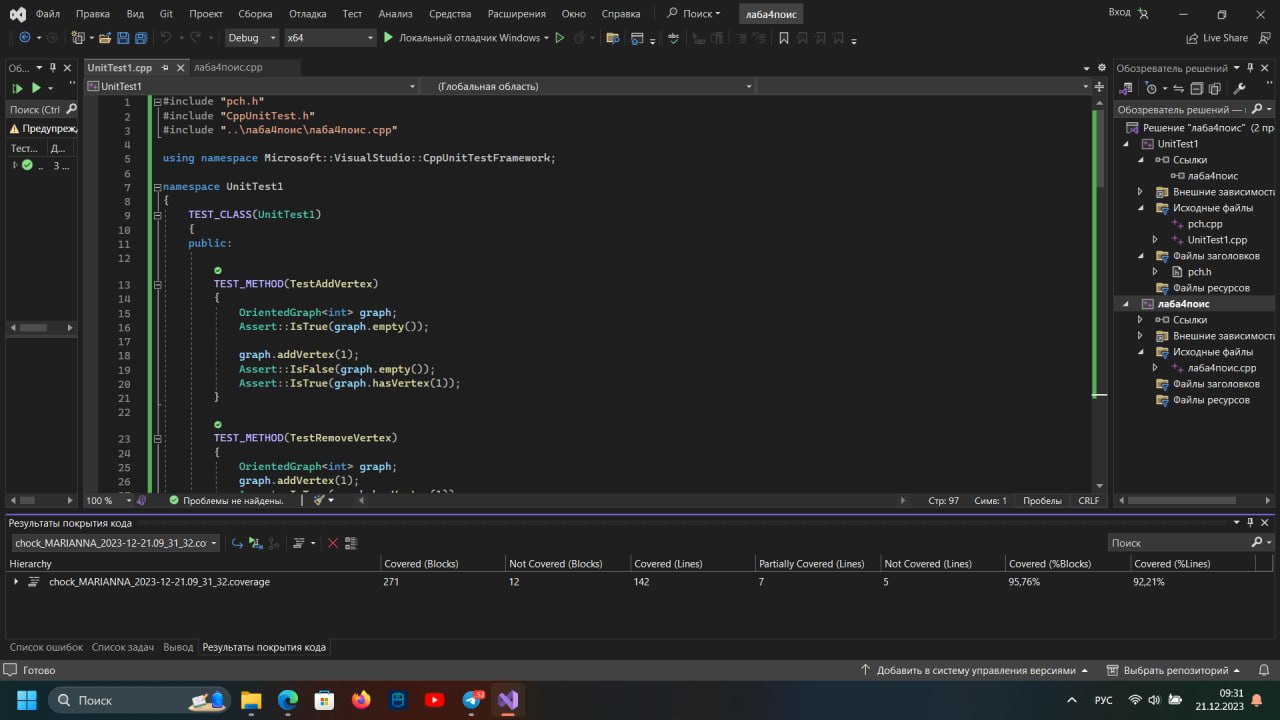 Файл Правка Вид Git Проект Сборка Отладка Тест Анализ Средства Расширения Окно Справка Поиск лаба4поис Вход
Debug x64 Локальный отладчик Windows Live Share
Об...
Поиск (Ctrl
Предупреж
Тест... Д...
.. 3 ...
UnitTest1.cpp лаба4поис.cpp
UnitTest1 (Глобальная область)
1 #include "pch.h"
2 #include "CppUnitTest.h"
3 #include "..\лаба4поис\лаба4поис.cpp"
4
5 using namespace Microsoft::VisualStudio::CppUnitTestFramework;
6
7 namespace UnitTest1
8 {
9 TEST_CLASS(UnitTest1)
10 {
11 public:
12
13 TEST_METHOD(TestAddVertex)
14 {
15 OrientedGraph<int> graph;
16 Assert::IsTrue(graph.empty());
17
18 graph.addVertex(1);
19 Assert::IsFalse(graph.empty());
20 Assert::IsTrue(graph.hasVertex(1));
21 }
22
23 TEST_METHOD(TestRemoveVertex)
24 {
25 OrientedGraph<int> graph;
26 graph.addVertex(1);
100 % Проблемы не найдены. Стр: 97 Симв: 1 Пробелы CRLF
Обозреватель решений
Обозреватель решений —
Решение "лаба4поис" (2 пр
UnitTest1
Ссылки
лаба4поис
Внешние зависимость
Исходные файлы
pch.cpp
UnitTest1.cpp
Файлы заголовков
pch.h
Файлы ресурсов
лаба4поис
Ссылки
Внешние зависимость
Исходные файлы
лаба4поис.cpp
Файлы заголовков
Файлы ресурсов
Результаты покрытия кода
chock_MARIANNA_2023-12-21.09_31_32.co Поиск
Hierarchy Covered (Blocks) Not Covered (Blocks) Covered (Lines) Partially Covered (Lines) Not Covered (Lines) Covered (%Blocks) Covered (%Lines)
chock_MARIANNA_2023-12-21.09_31_32.coverage 271 12 142 7 5 95,76% 92,21%
Список ошибок Список задач Вывод Результаты покрытия кода
Готово Добавить в систему управления версиями Выбрать репозиторий
Поиск 53 РУС 09:31
21.12.2023